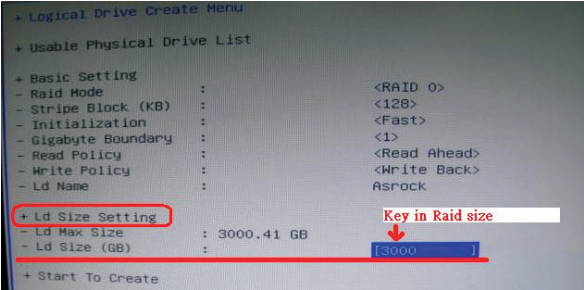 + Logical Drive Create Menu
+ Usable Physical Drive List
+ Basic Setting
- Raid Mode : <RAID 0>
- Stripe Block (KB) : <128>
- Initialization : <Fast>
- Gigabyte Boundary : <1>
- Read Policy : <Read Ahead>
- Write Policy : <Write Back>
- Ld Name : Asrock
+ Ld Size Setting
Key in Raid size
- Ld Max Size : 3000.41 GB
- Ld Size (GB) : [3000 ]
+ Start To Create